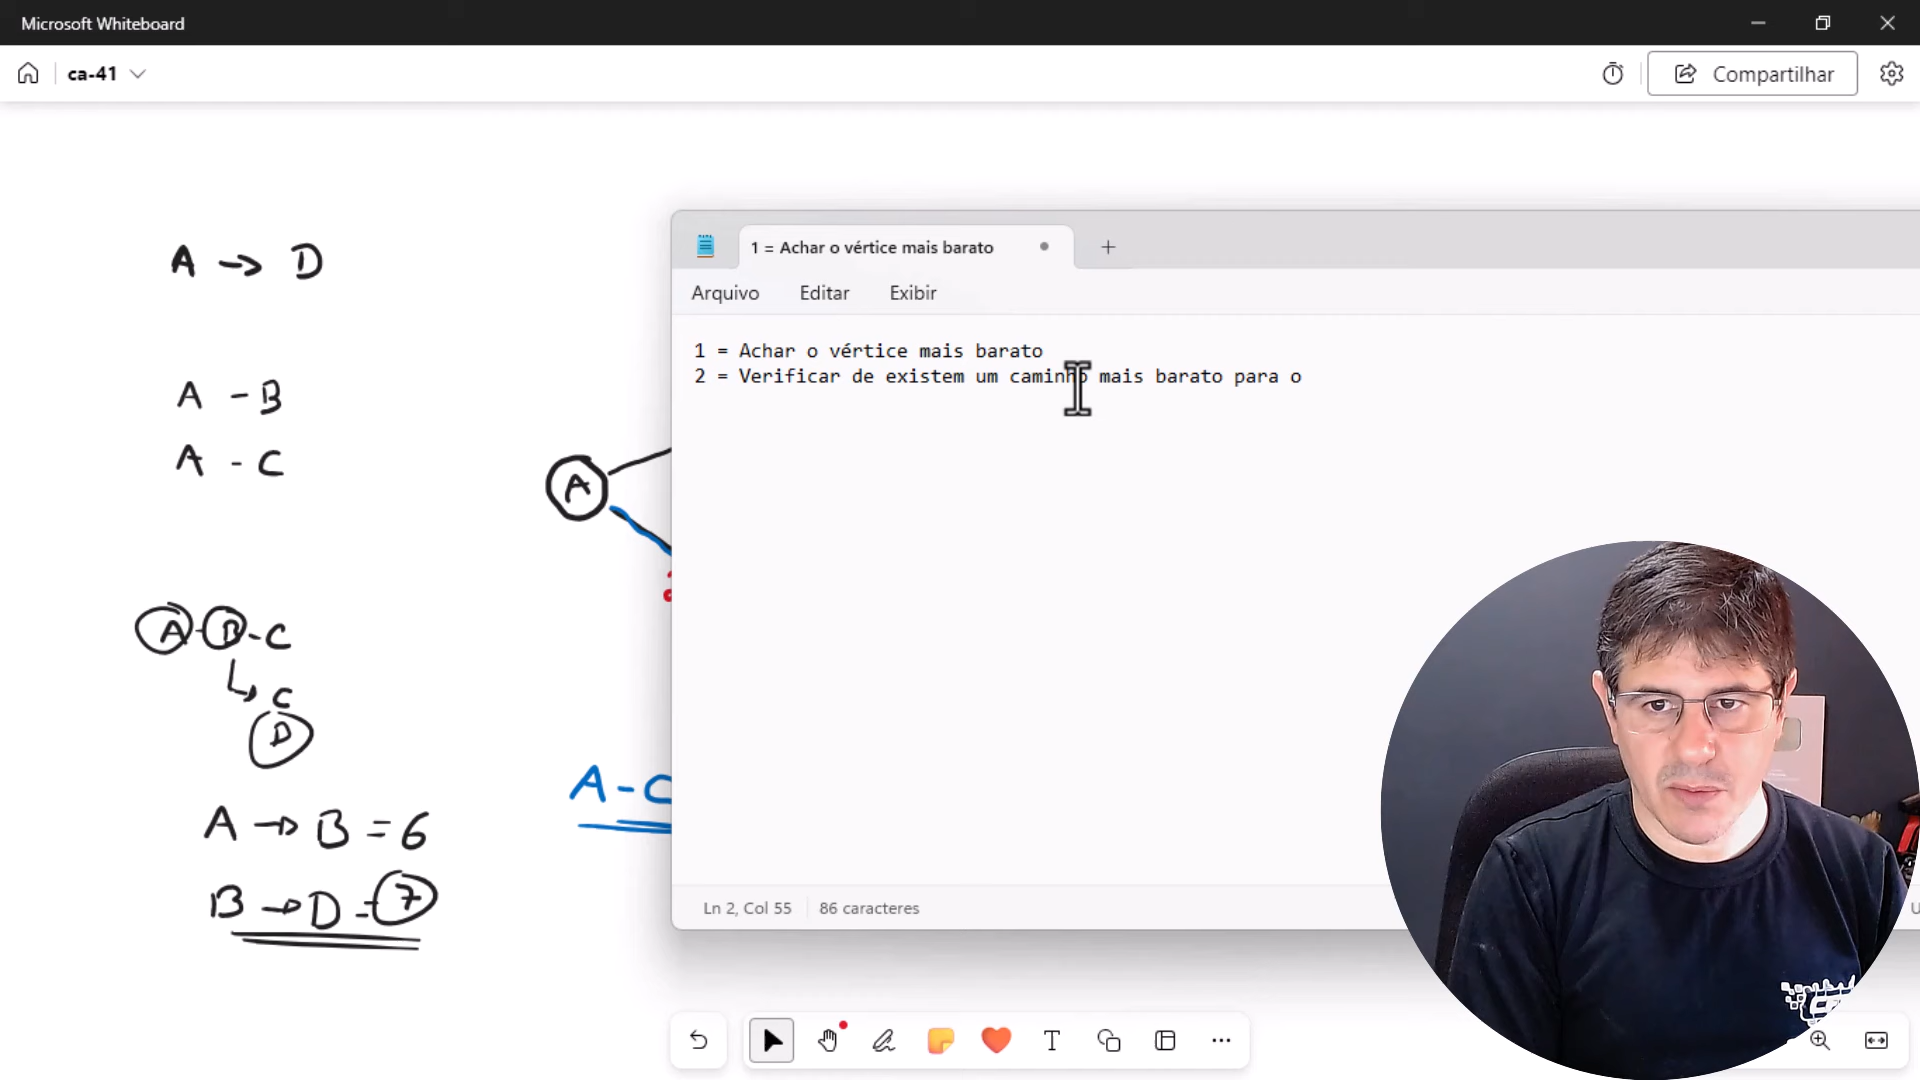 Microsoft Whiteboard
ca-41
Compartilhar
A → D
A - B
A - C
A-B-C
↳ C
D
A → B = 6
B → D = 7
A
A-C
1 = Achar o vértice mais barato
Arquivo Editar Exibir
1 = Achar o vértice mais barato
2 = Verificar de existem um caminho mais barato para o
Ln 2, Col 55 86 caracteres